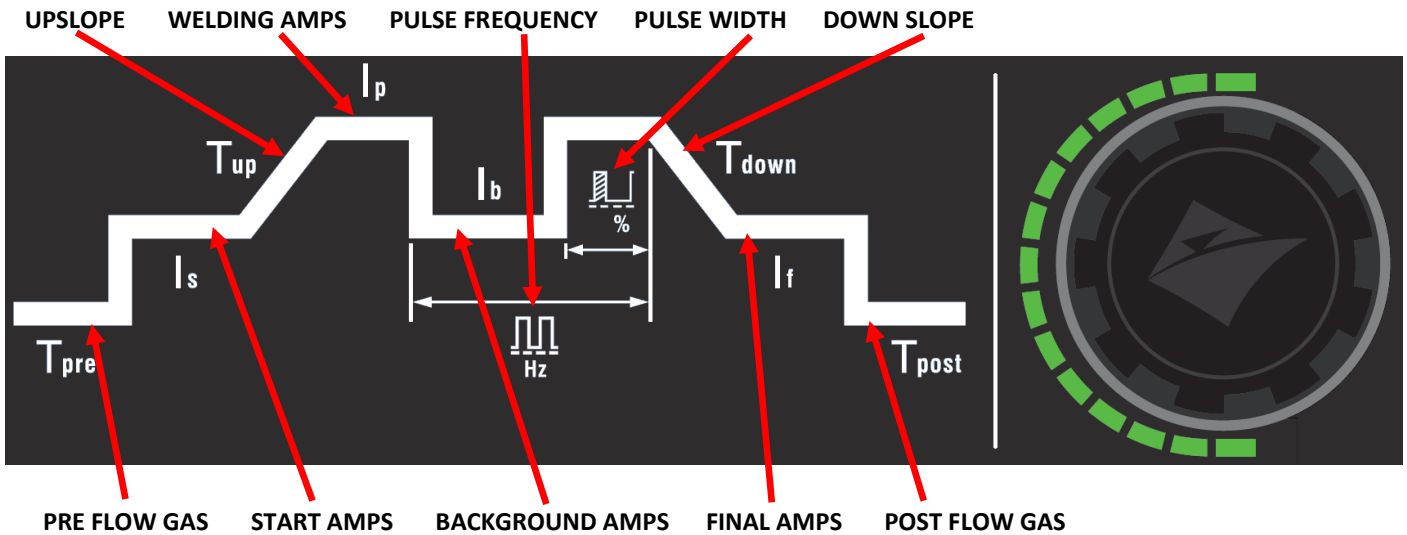 UPSLOPE WELDING AMPS PULSE FREQUENCY PULSE WIDTH DOWN SLOPE
Ip
Tup Ib Tdown
%
Is If
Tpre Hz Tpost
PRE FLOW GAS START AMPS BACKGROUND AMPS FINAL AMPS POST FLOW GAS